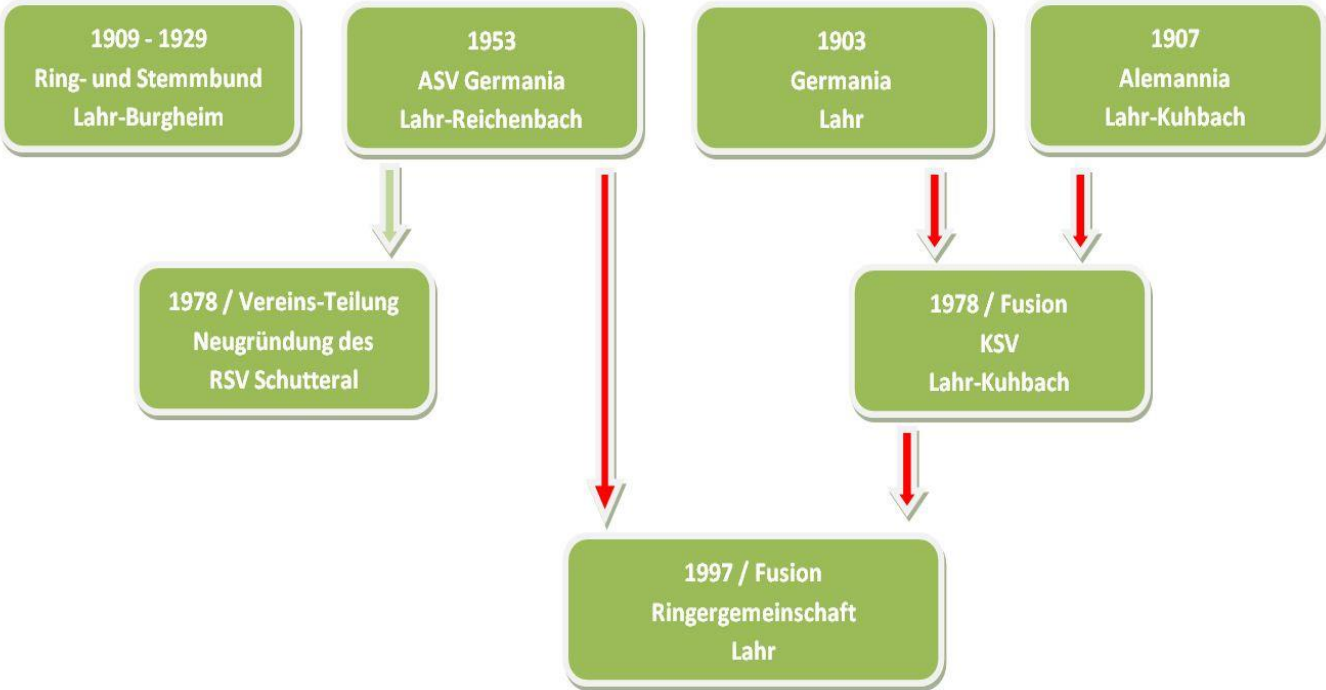 1909 - 1929
Ring- und Stemmbund
Lahr-Burgheim
1953
ASV Germania
Lahr-Reichenbach
1903
Germania
Lahr
1907
Alemannia
Lahr-Kuhbach
1978 / Vereins-Teilung
Neugründung des
RSV Schutteral
1978 / Fusion
KSV
Lahr-Kuhbach
1997 / Fusion
Ringergemeinschaft
Lahr